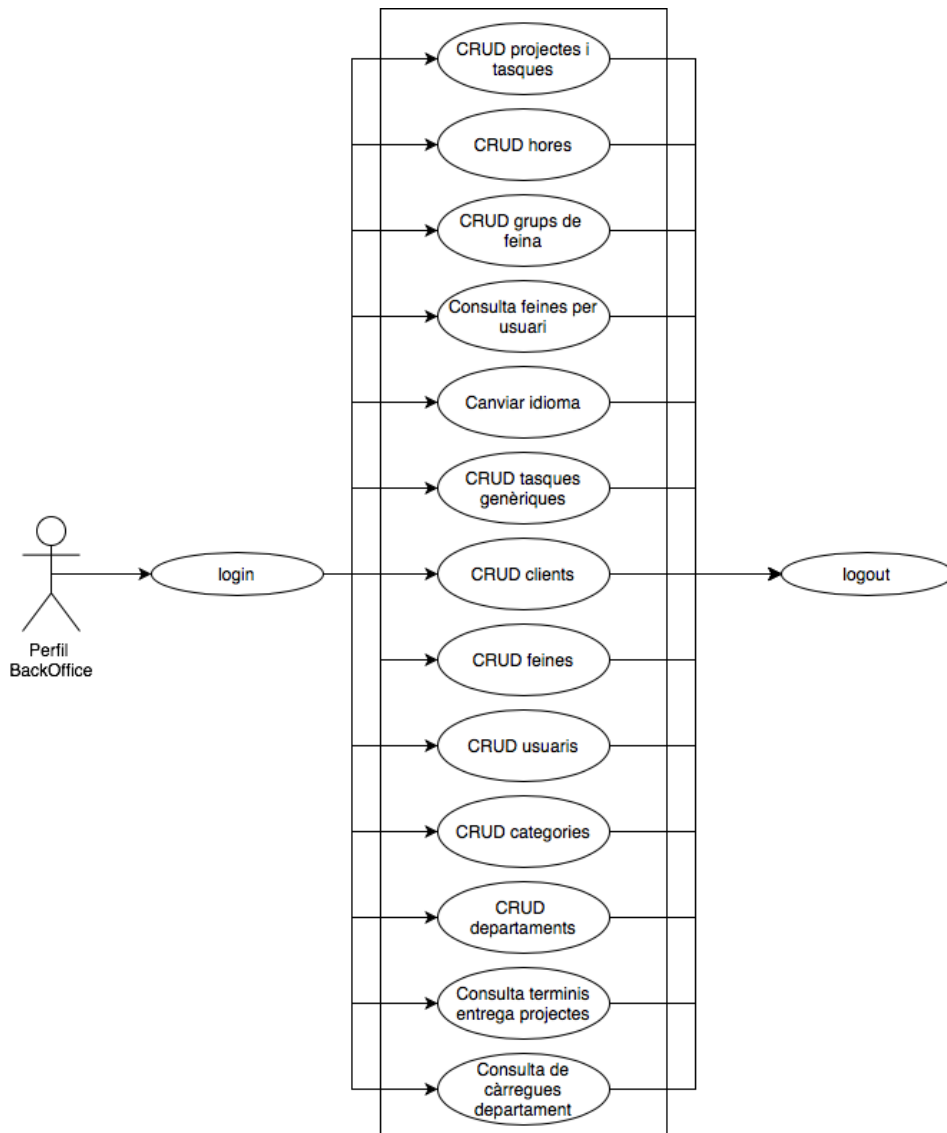 CRUD projectes i
tasques
CRUD hores
CRUD grups de
feina
Consulta feines per
usuari
Canviar idioma
CRUD tasques
genèriques
Perfil
BackOffice
login
CRUD clients
logout
CRUD feines
CRUD usuaris
CRUD categories
CRUD
departaments
Consulta terminis
entrega projectes
Consulta de
càrregues
departament